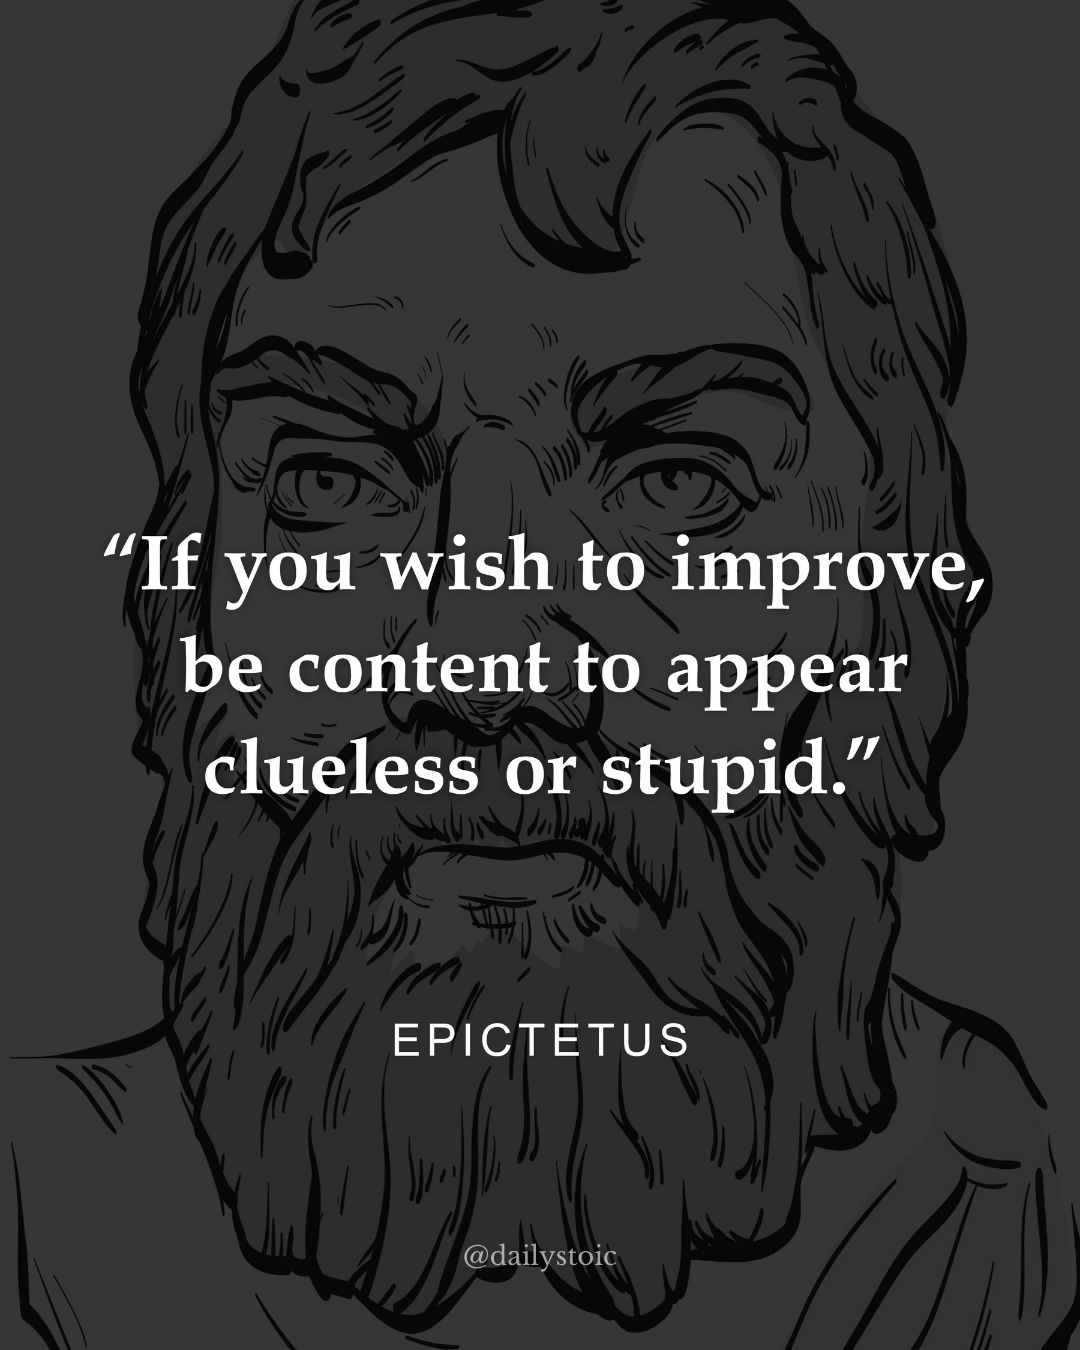 “If you wish to improve,
be content to appear
clueless or stupid.”
EPICTETUS
@dailystoic